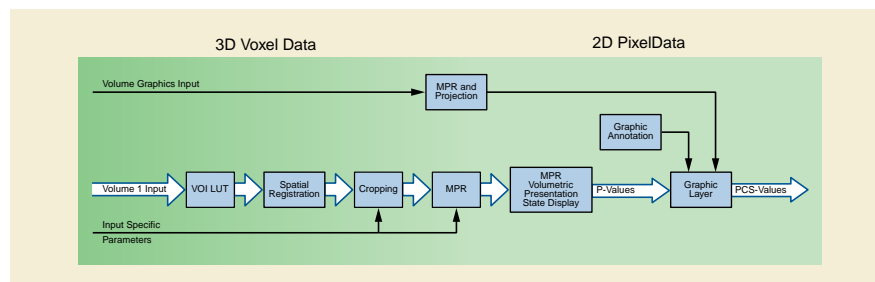 3D Voxel Data
2D PixelData
Volume Graphics Input
MPR and
Projection
Graphic
Annotation
Volume 1 Input
VOI LUT
Spatial
Registration
Cropping
MPR
MPR
Volumetric
Presentation
State Display
P-Values
Graphic
Layer
PCS-Values
Input Specific
Parameters